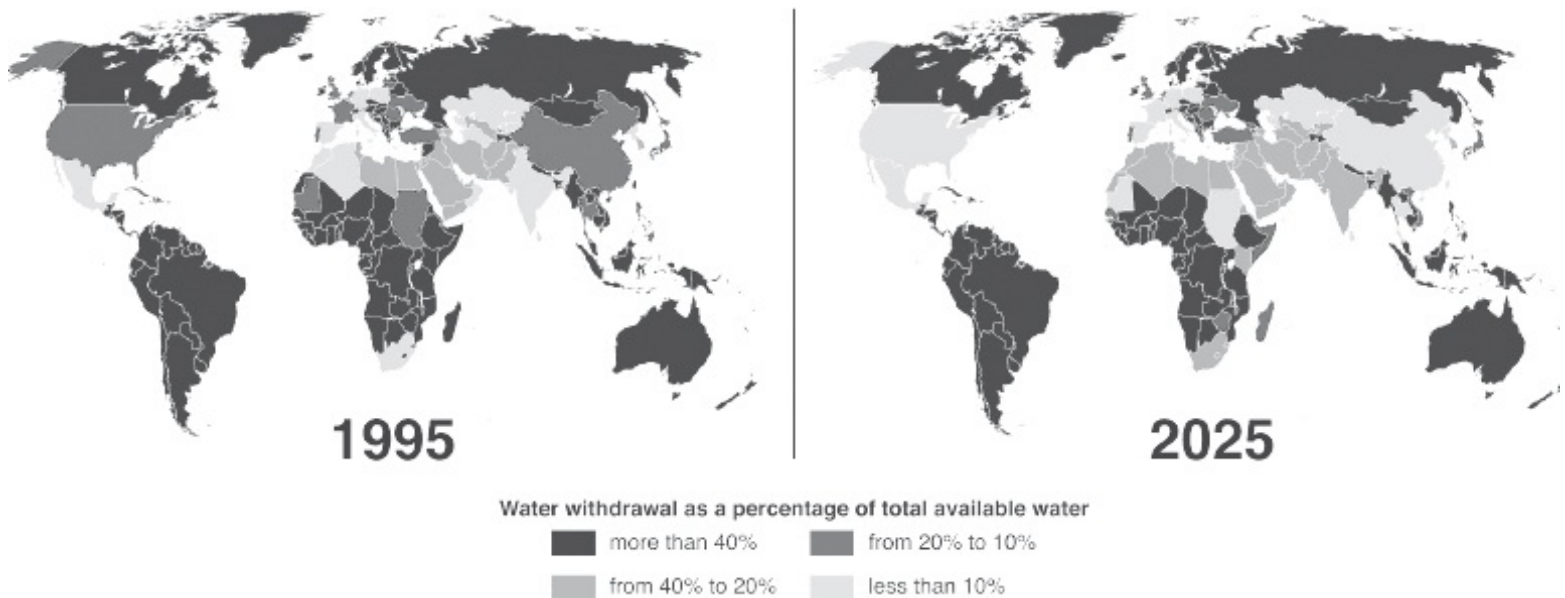 1995
2025
Water withdrawal as a percentage of total available water
more than 40%
from 20% to 10%
from 40% to 20%
less than 10%